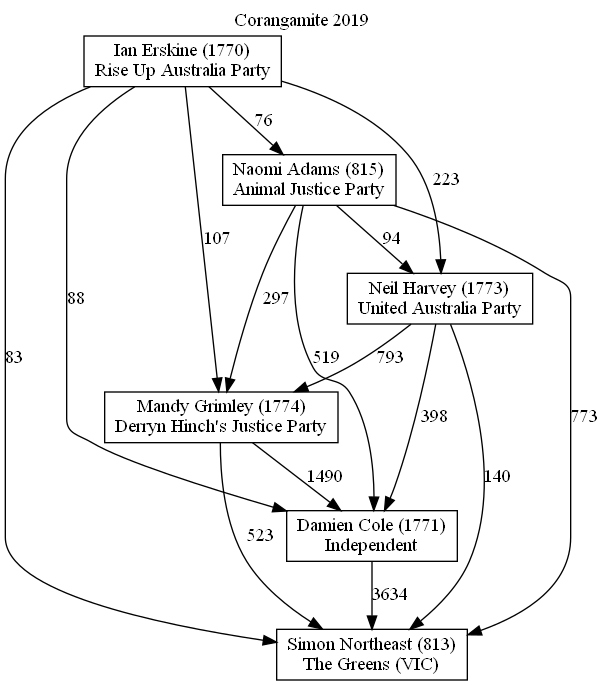 Corangamite 2019
Ian Erskine (1770)
Rise Up Australia Party
76
Naomi Adams (815)
Animal Justice Party
223
107
94
Neil Harvey (1773)
United Australia Party
88
297
83
519
793
773
Mandy Grimley (1774)
Derryn Hinch's Justice Party
398
1490
140
Damien Cole (1771)
Independent
523
3634
Simon Northeast (813)
The Greens (VIC)